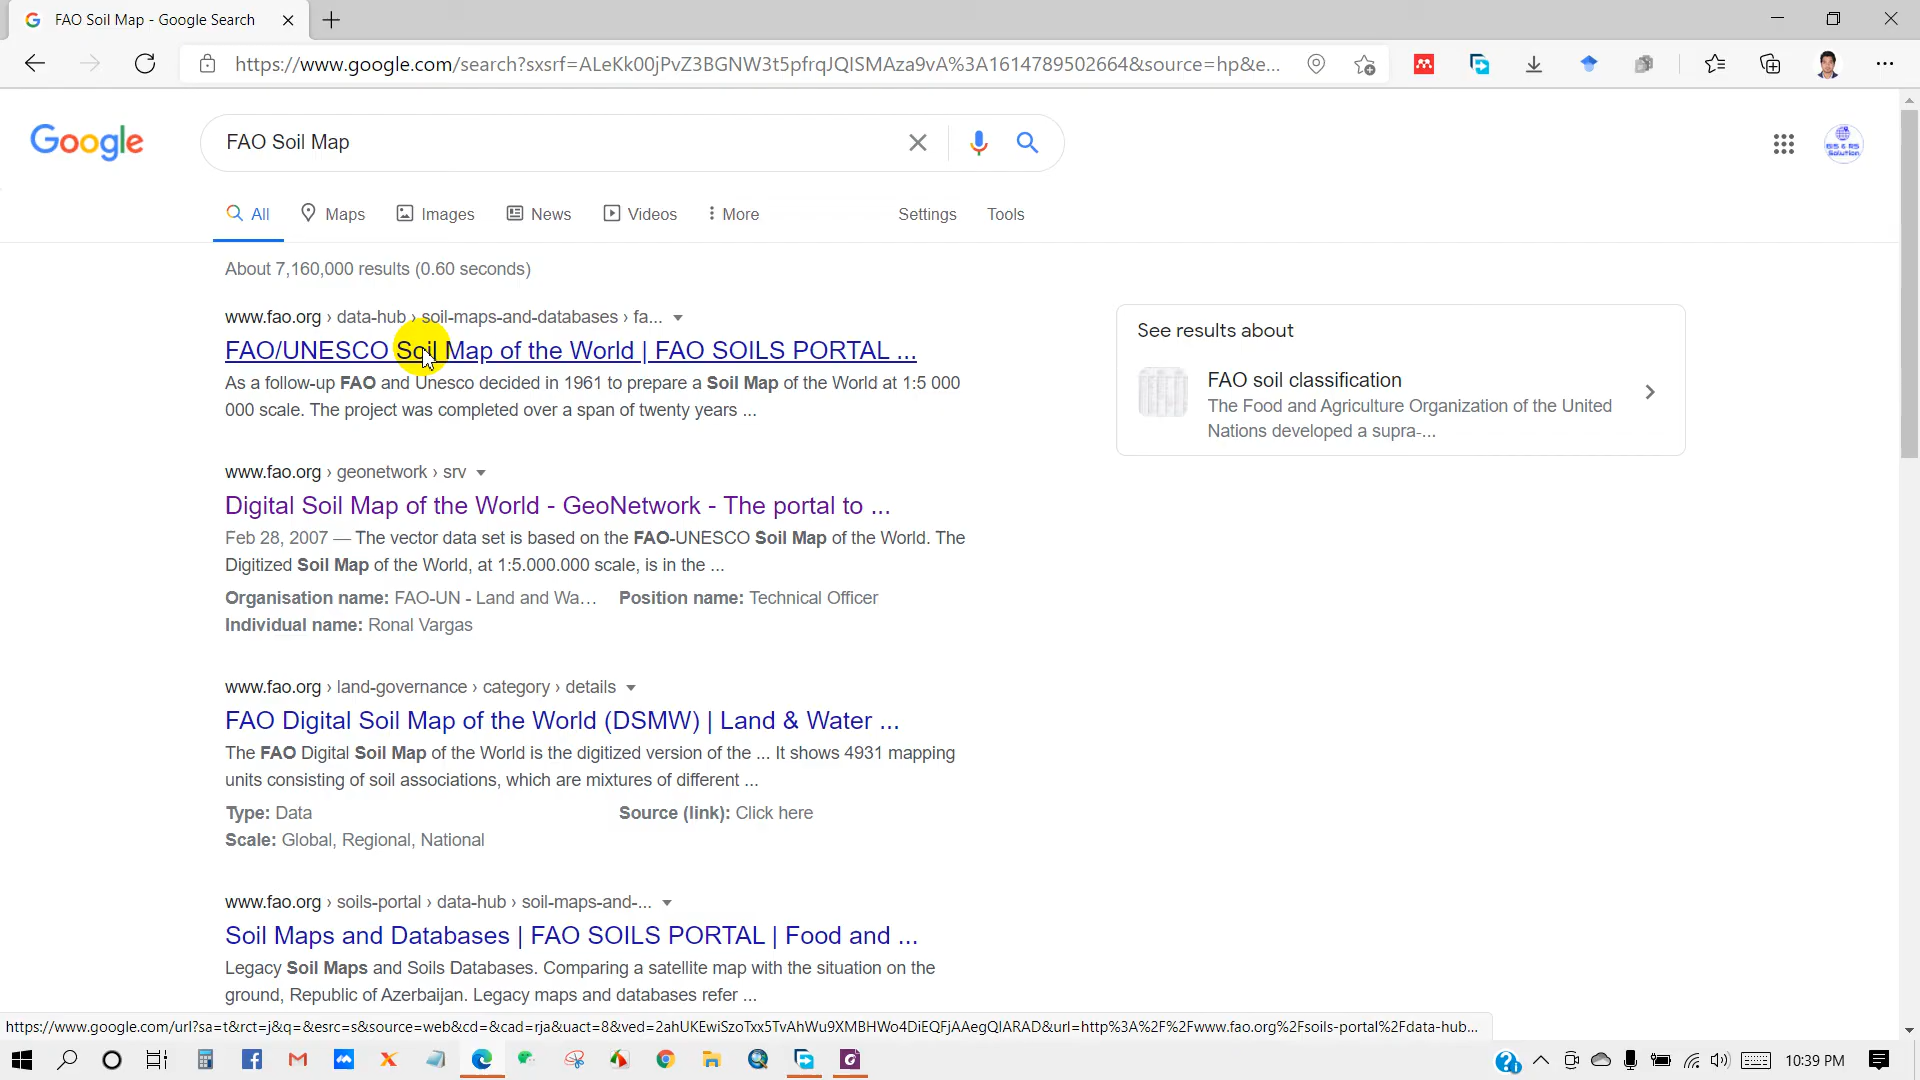 FAO Soil Map - Google Search
https://www.google.com/search?sxsrf=ALeKk00jPvZ3BGNW3t5pfrqJQISMAza9vA%3A1614789502664&source=hp&e...
Google
FAO Soil Map
GIS & RS
Solution
All
Maps
Images
News
Videos
More
Settings
Tools
About 7,160,000 results (0.60 seconds)
www.fao.org › data-hub › soil-maps-and-databases › fa...
FAO/UNESCO Soil Map of the World | FAO SOILS PORTAL ...
As a follow-up FAO and Unesco decided in 1961 to prepare a Soil Map of the World at 1:5 000
000 scale. The project was completed over a span of twenty years ...
See results about
FAO soil classification
The Food and Agriculture Organization of the United
Nations developed a supra-...
www.fao.org › geonetwork › srv
Digital Soil Map of the World - GeoNetwork - The portal to ...
Feb 28, 2007 — The vector data set is based on the FAO-UNESCO Soil Map of the World. The
Digitized Soil Map of the World, at 1:5.000.000 scale, is in the ...
Organisation name: FAO-UN - Land and Wa... Position name: Technical Officer
Individual name: Ronal Vargas
www.fao.org › land-governance › category › details
FAO Digital Soil Map of the World (DSMW) | Land & Water ...
The FAO Digital Soil Map of the World is the digitized version of the ... It shows 4931 mapping
units consisting of soil associations, which are mixtures of different ...
Type: Data Source (link): Click here
Scale: Global, Regional, National
www.fao.org › soils-portal › data-hub › soil-maps-and-...
Soil Maps and Databases | FAO SOILS PORTAL | Food and ...
Legacy Soil Maps and Soils Databases. Comparing a satellite map with the situation on the
ground, Republic of Azerbaijan. Legacy maps and databases refer ...
https://www.google.com/url?sa=t&rct=j&q=&esrc=s&source=web&cd=&cad=rja&uact=8&ved=2ahUKEwiSzoTxx5TvAhWu9XMBHWo4DiEQFjAAegQIARAD&url=http%3A%2F%2Fwww.fao.org%2Fsoils-portal%2Fdata-hub...
10:39 PM